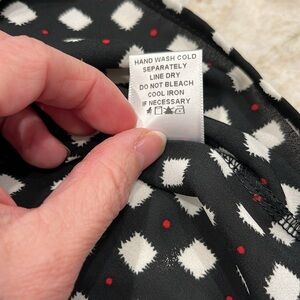 HAND WASH COLD
SEPARATELY
LINE DRY
DO NOT BLEACH
COOL IRON
IF NECESSARY